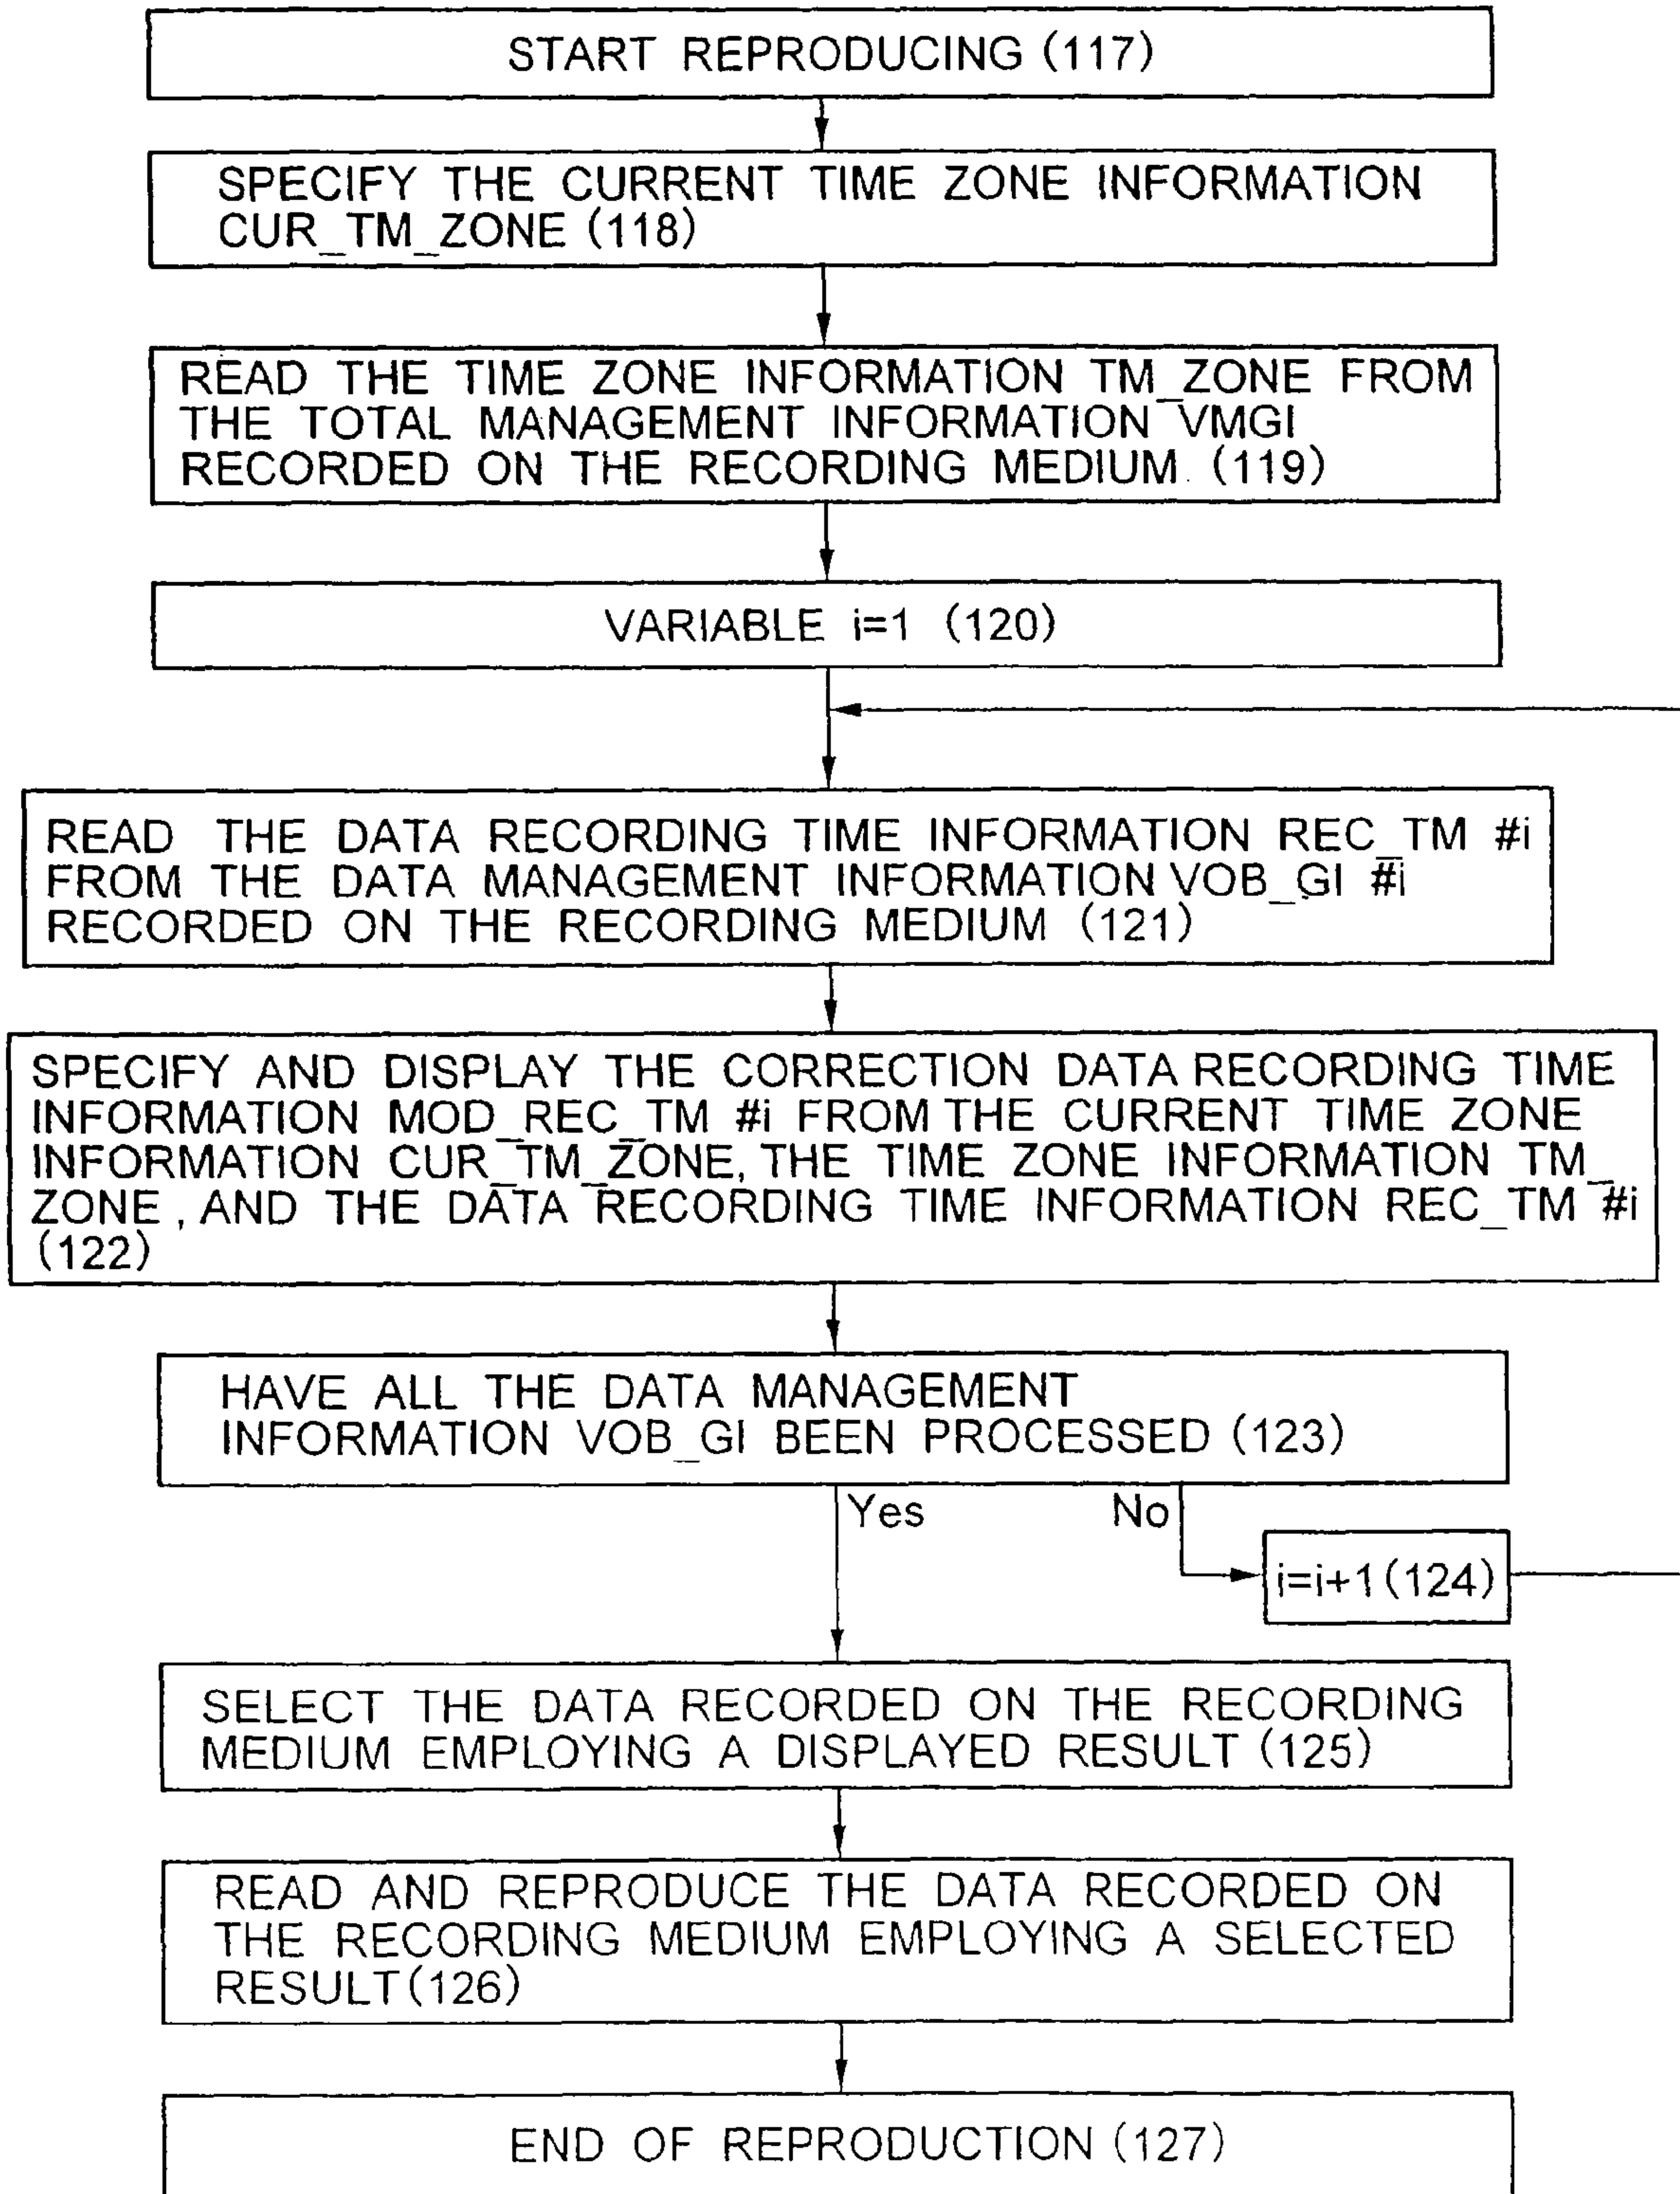 START REPRODUCING (117)
SPECIFY THE CURRENT TIME ZONE INFORMATION
CUR_TM_ZONE (118)
READ THE TIME ZONE INFORMATION TM_ZONE FROM
THE TOTAL MANAGEMENT INFORMATION VMGI
RECORDED ON THE RECORDING MEDIUM. (119)
VARIABLE i=1 (120)
READ THE DATA RECORDING TIME INFORMATION REC_TM #i
FROM THE DATA MANAGEMENT INFORMATION VOB_GI #i
RECORDED ON THE RECORDING MEDIUM (121)
SPECIFY AND DISPLAY THE CORRECTION DATA RECORDING TIME
INFORMATION MOD_REC_TM #i FROM THE CURRENT TIME ZONE
INFORMATION CUR_TM_ZONE, THE TIME ZONE INFORMATION TM_
ZONE, AND THE DATA RECORDING TIME INFORMATION REC_TM #i
(122)
HAVE ALL THE DATA MANAGEMENT
INFORMATION VOB_GI BEEN PROCESSED (123)
Yes No
i=i+1 (124)
SELECT THE DATA RECORDED ON THE RECORDING
MEDIUM EMPLOYING A DISPLAYED RESULT (125)
READ AND REPRODUCE THE DATA RECORDED ON
THE RECORDING MEDIUM EMPLOYING A SELECTED
RESULT (126)
END OF REPRODUCTION (127)